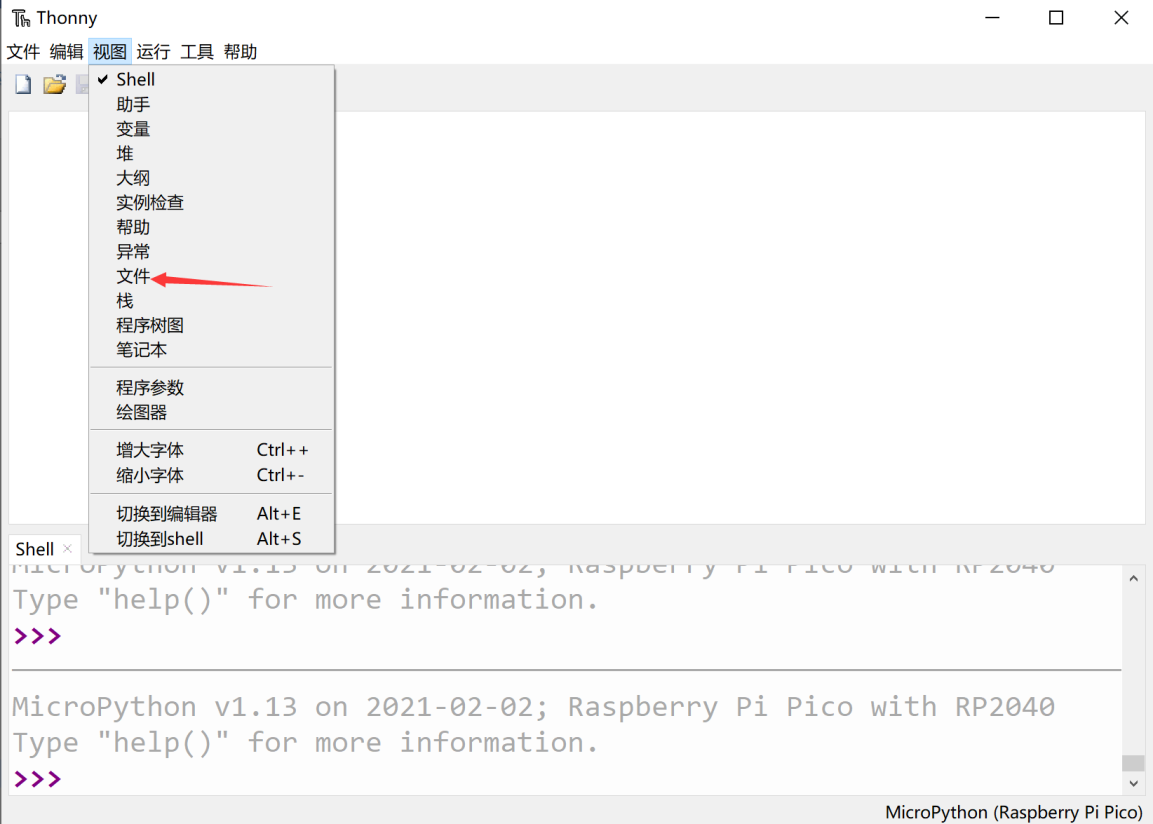 Thonny
文件 编辑 视图 运行 工具 帮助
Shell
助手
变量
堆
大纲
实例检查
帮助
异常
文件
栈
程序树图
笔记本
程序参数
绘图器
增大字体 Ctrl++
缩小字体 Ctrl+-
切换到编辑器 Alt+E
切换到shell Alt+S
Shell
MicroPython v1.13 on 2021-02-02; Raspberry Pi Pico with RP2040
Type "help()" for more information.
>>>
MicroPython v1.13 on 2021-02-02; Raspberry Pi Pico with RP2040
Type "help()" for more information.
>>>
MicroPython (Raspberry Pi Pico)